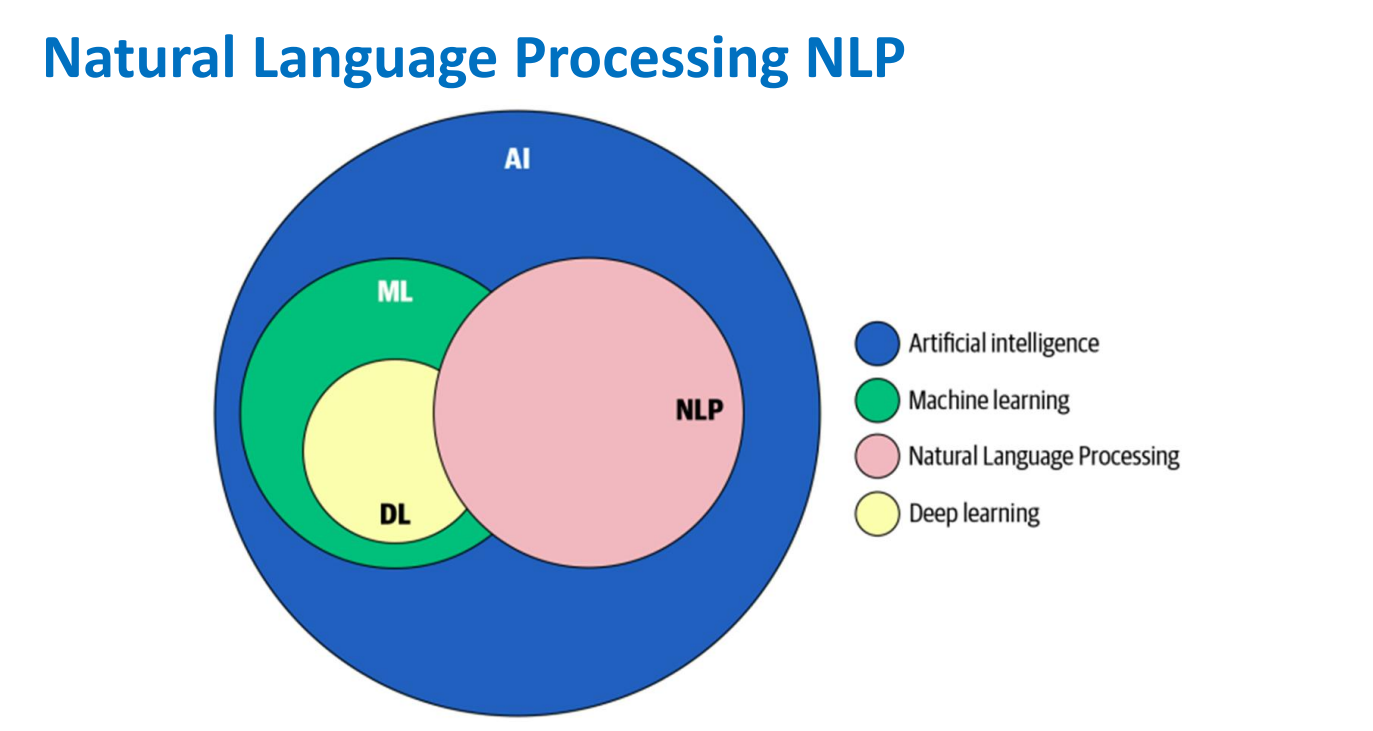 Natural Language Processing NLP
AI
ML
NLP
DL
Artificial intelligence
Machine learning
Natural Language Processing
Deep learning